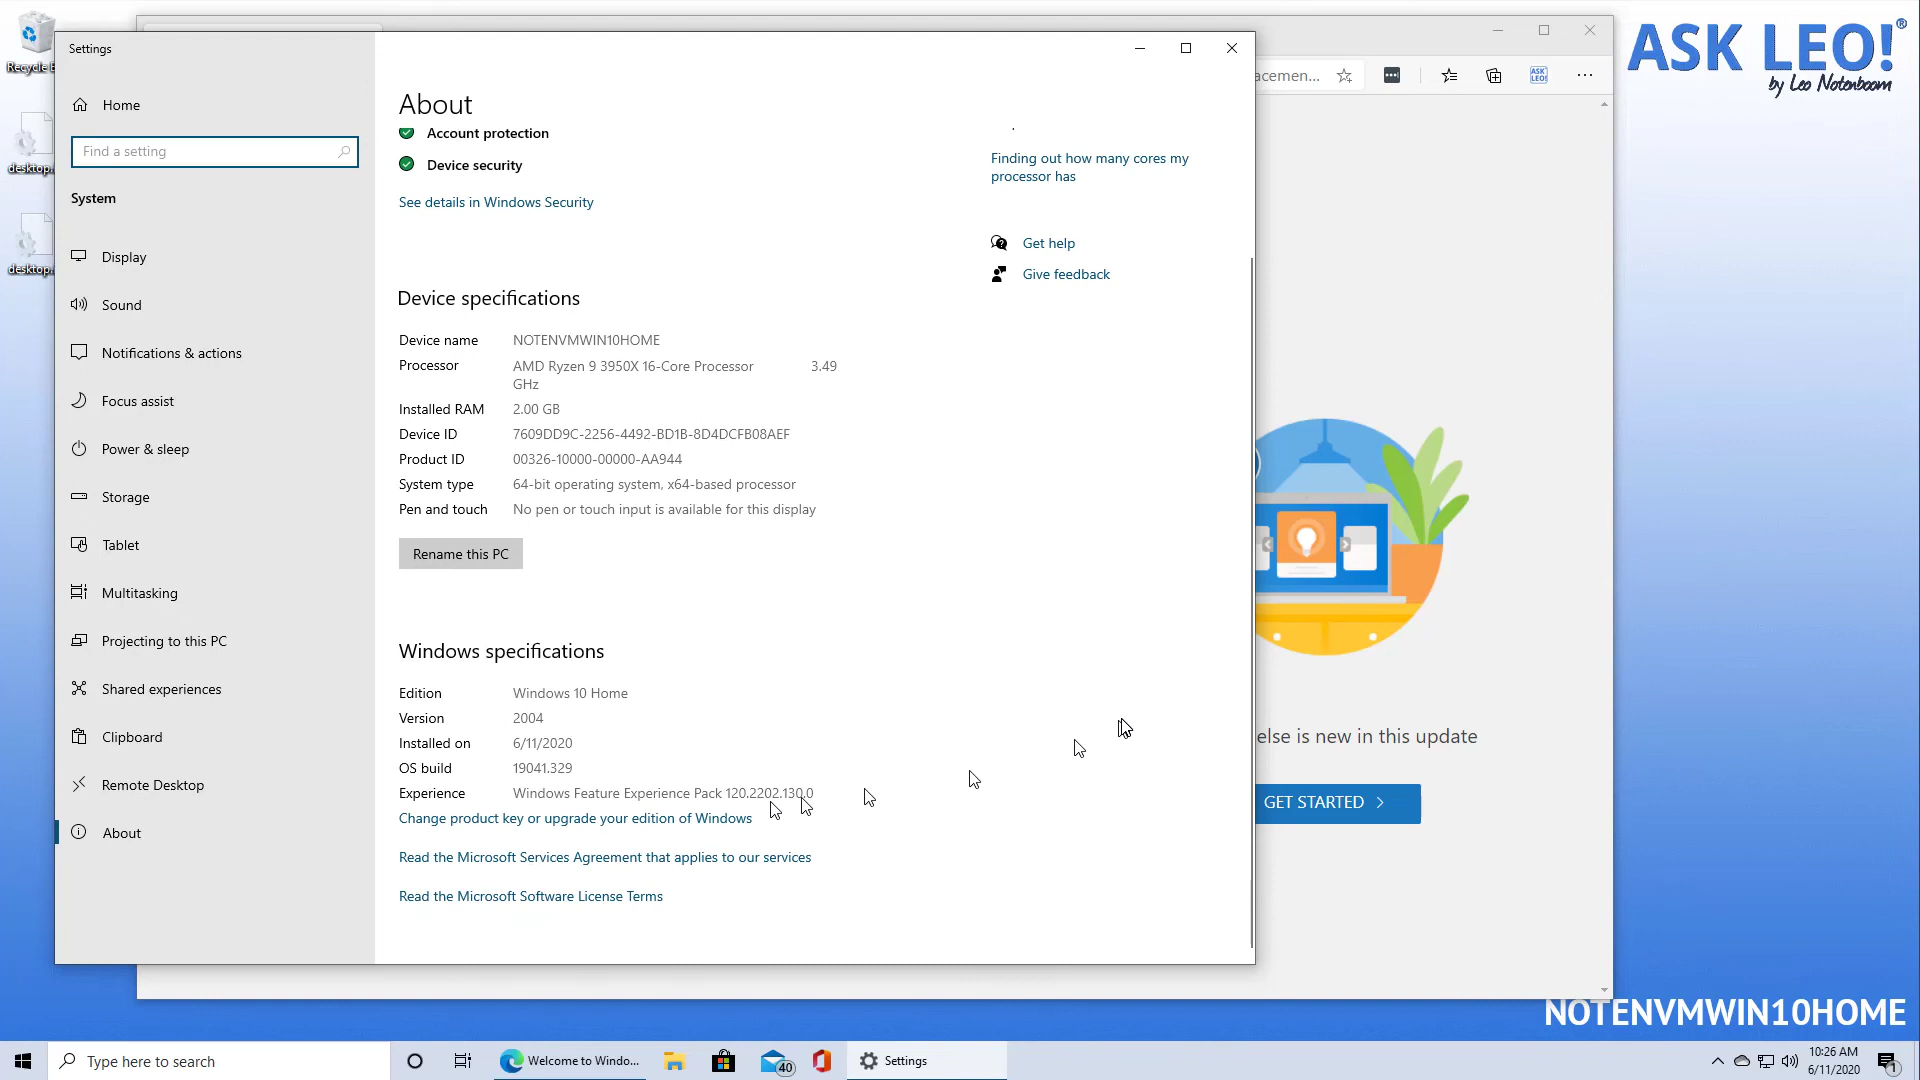 Recycle B
desktop.
desktop.
Settings
Home
Find a setting
System
Display
Sound
Notifications & actions
Focus assist
Power & sleep
Storage
Tablet
Multitasking
Projecting to this PC
Shared experiences
Clipboard
Remote Desktop
About
About
Account protection
Device security
See details in Windows Security
Device specifications
Device name NOTENVMWIN10HOME
Processor AMD Ryzen 9 3950X 16-Core Processor 3.49
GHz
Installed RAM 2.00 GB
Device ID 7609DD9C-2256-4492-BD1B-8D4DCFB08AEF
Product ID 00326-10000-00000-AA944
System type 64-bit operating system, x64-based processor
Pen and touch No pen or touch input is available for this display
Rename this PC
Windows specifications
Edition Windows 10 Home
Version 2004
Installed on 6/11/2020
OS build 19041.329
Experience Windows Feature Experience Pack 120.2202.130.0
Change product key or upgrade your edition of Windows
Read the Microsoft Services Agreement that applies to our services
Read the Microsoft Software License Terms
Finding out how many cores my
processor has
Get help
Give feedback
acemen...
ASK
LEO!
ASK LEO!®
by Leo Notenboom
else is new in this update
GET STARTED
NOTENVMWIN10HOME
Type here to search
Welcome to Windo...
40
Settings
10:26 AM
6/11/2020
1